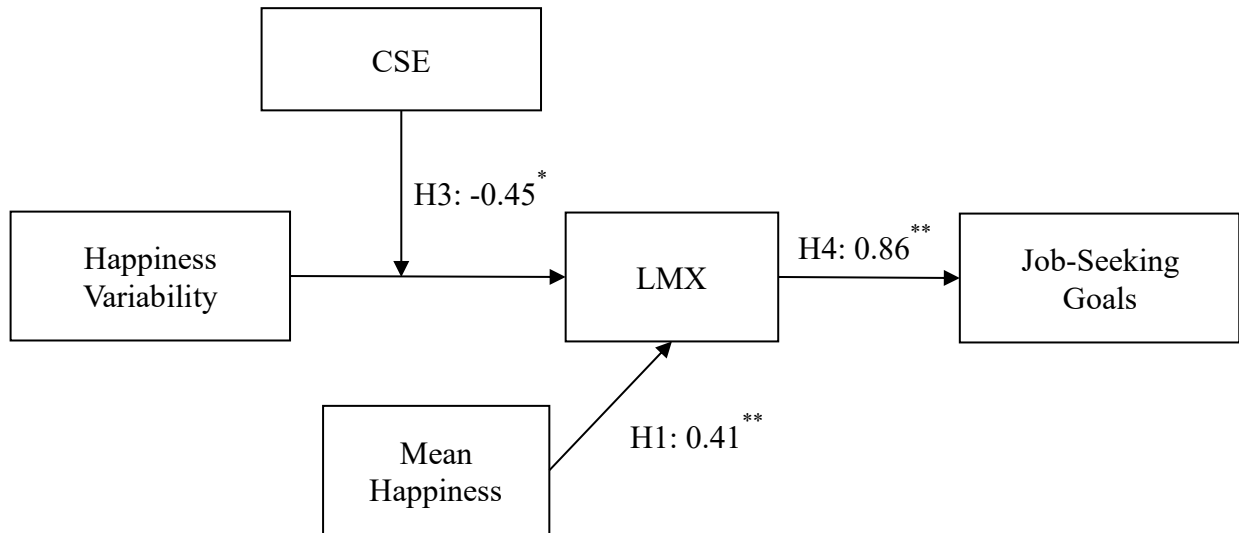 CSE
H3: -0.45*
Happiness
Variability
LMX
H4: 0.86**
Job-Seeking
Goals
H1: 0.41**
Mean
Happiness